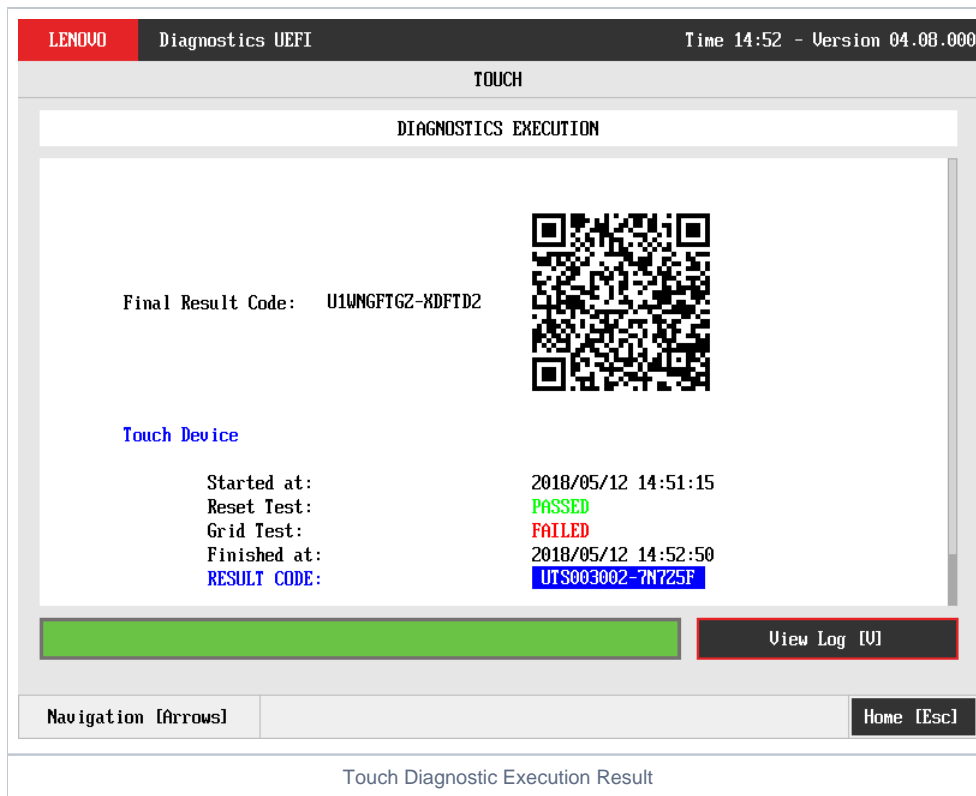 LENOVO Diagnostics UEFI Time 14:52 - Version 04.08.000
TOUCH
DIAGNOSTICS EXECUTION
Final Result Code: U1WNGFTGZ-XDFTD2
Touch Device
Started at: 2018/05/12 14:51:15
Reset Test: PASSED
Grid Test: FAILED
Finished at: 2018/05/12 14:52:50
RESULT CODE: UTS003002-7N7Z5F
View Log [V]
Navigation [Arrows] Home [Esc]
Touch Diagnostic Execution Result